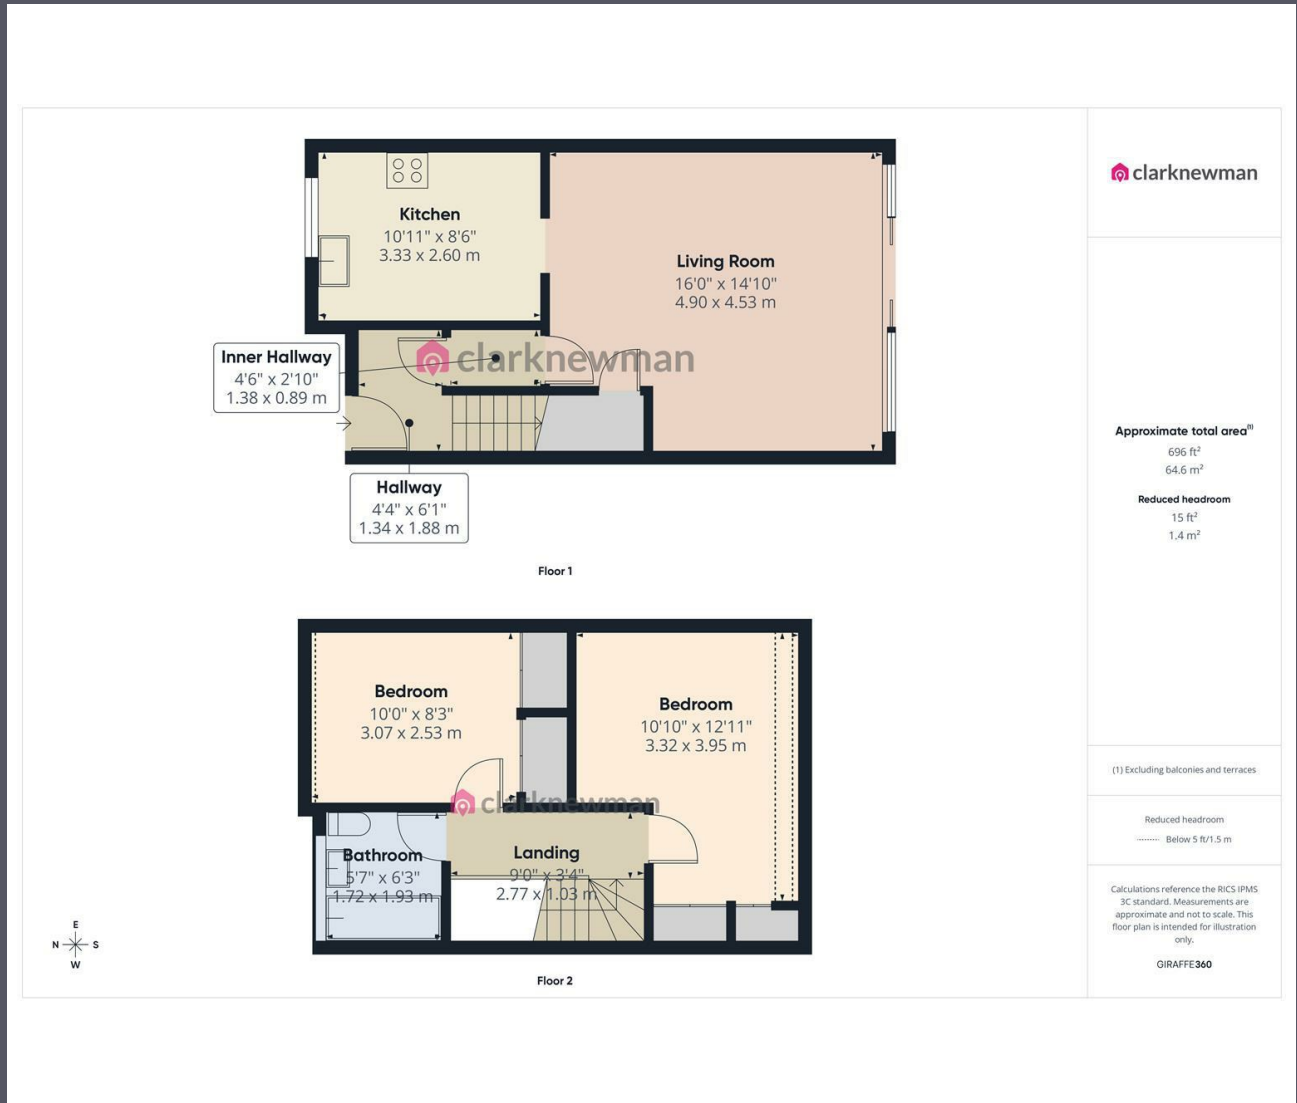 Kitchen
10'11" x 8'6"
3.33 x 2.60 m
Living Room
16'0" x 14'10"
4.90 x 4.53 m
clarknewman
Inner Hallway
4'6" x 2'10"
1.38 x 0.89 m
Hallway
4'4" x 6'1"
1.34 x 1.88 m
Floor 1
Bedroom
10'0" x 8'3"
3.07 x 2.53 m
Bedroom
10'10" x 12'11"
3.32 x 3.95 m
clarknewman
Bathroom
5'7" x 6'3"
1.72 x 1.93 m
Landing
9'0" x 3'4"
2.77 x 1.03 m
Floor 2
E
N S
W
clarknewman
Approximate total area(1)
696 ft²
64.6 m²
Reduced headroom
15 ft²
1.4 m²
(1) Excluding balconies and terraces
Reduced headroom
Below 5 ft/1.5 m
Calculations reference the RICS IPMS
3C standard. Measurements are
approximate and not to scale. This
floor plan is intended for illustration
only.
GIRAFFE360